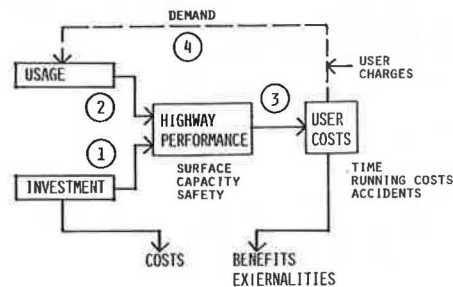 DEMAND
4
USAGE
USER
CHARGES
2
3
HIGHWAY
PERFORMANCE
USER
COSTS
1
SURFACE
CAPACITY
SAFETY
TIME
RUNNING COSTS
ACCIDENTS
INVESTMENT
COSTS
BENEFITS
EXIERNALITIES